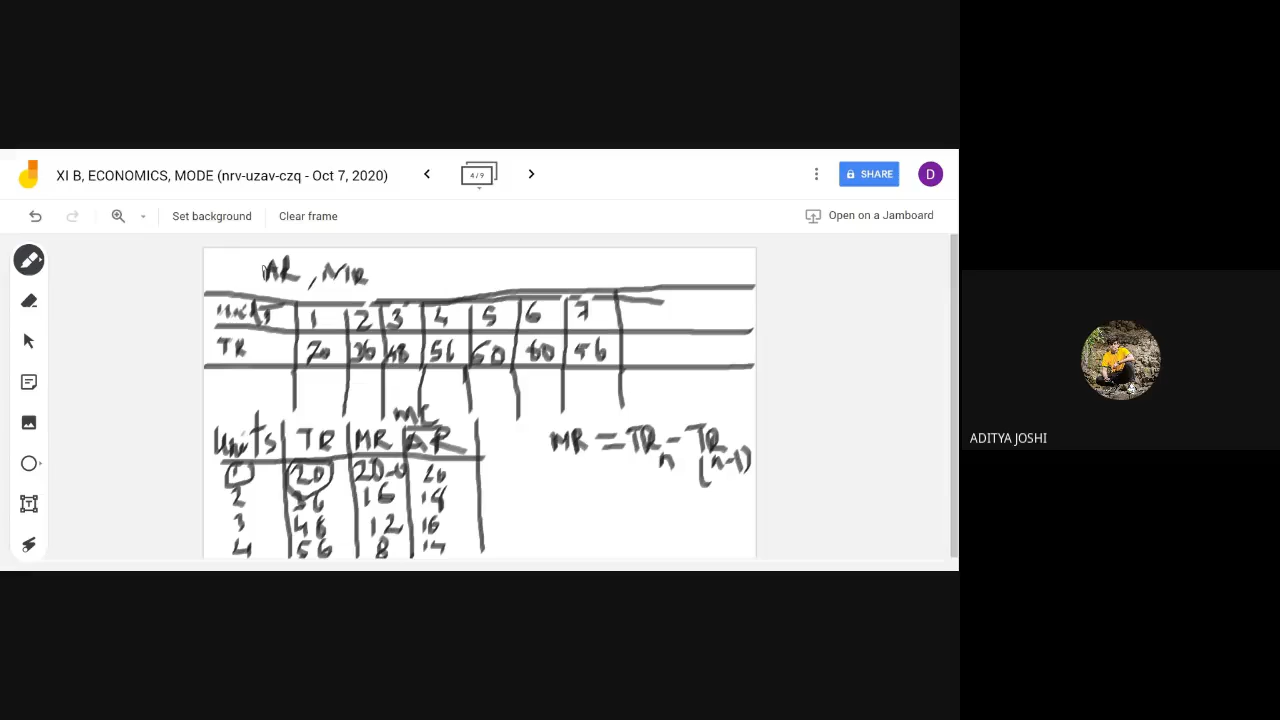 XI B, ECONOMICS, MODE (nrv-uzav-czq - Oct 7, 2020) 4/9 SHARE D
Set background Clear frame Open on a Jamboard
AR, MR
Units 1 2 3 4 5 6 7
TR 20 36 48 56 60 60 56
MC
Units TR MR AR MR = TRn - TR(n-1)
1 20 20-0 20
2 36 16 18
3 48 12 16
4 56 8 14
ADITYA JOSHI